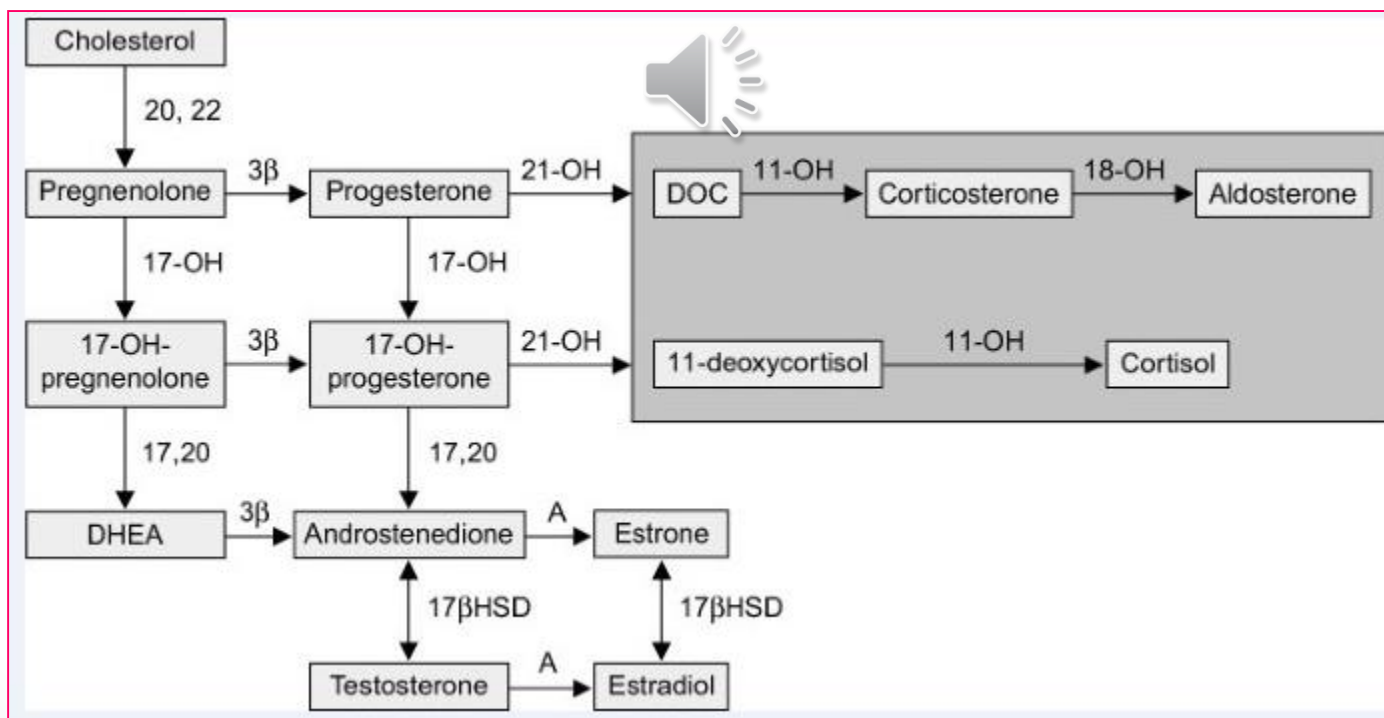 Cholesterol
20, 22
Pregnenolone
3β
Progesterone
21-OH
DOC
11-OH
Corticosterone
18-OH
Aldosterone
17-OH
17-OH
17-OH-
pregnenolone
3β
17-OH-
progesterone
21-OH
11-deoxycortisol
11-OH
Cortisol
17,20
17,20
DHEA
3β
Androstenedione
A
Estrone
17βHSD
17βHSD
Testosterone
A
Estradiol